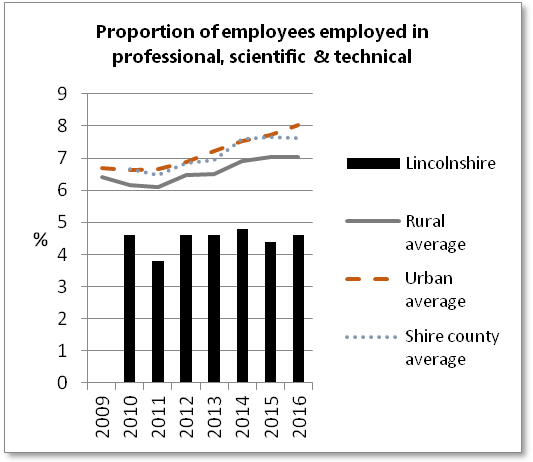 Proportion of employees employed in
professional, scientific & technical
9
8
7
6
5
4
3
2
1
0
%
2009
2010
2011
2012
2013
2014
2015
2016
Lincolnshire
Rural
average
Urban
average
Shire county
average